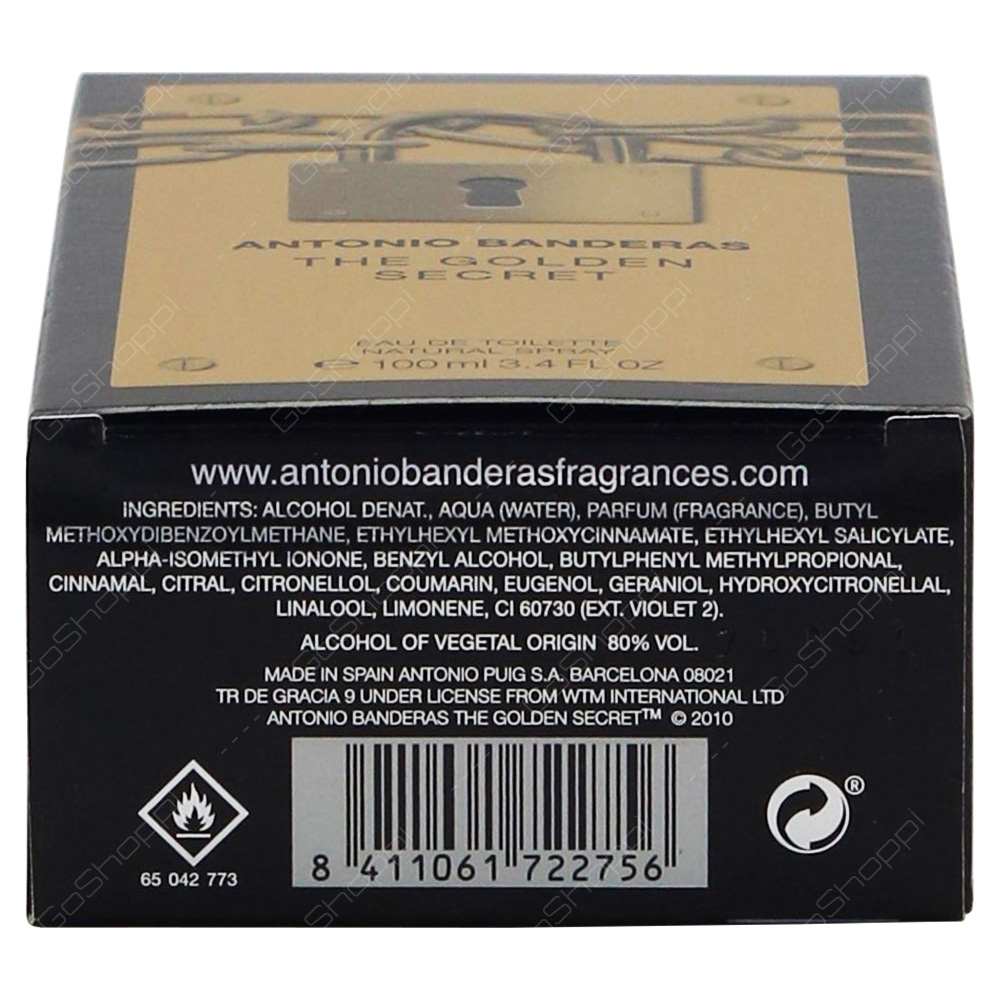 ANTONIO BANDERAS
THE GOLDEN
SECRET
EAU DE TOILETTE
NATURAL SPRAY
℮ 100 ml 3.4 FL OZ
www.antoniobanderasfragrances.com
INGREDIENTS: ALCOHOL DENAT., AQUA (WATER), PARFUM (FRAGRANCE), BUTYL
METHOXYDIBENZOYLMETHANE, ETHYLHEXYL METHOXYCINNAMATE, ETHYLHEXYL SALICYLATE,
ALPHA-ISOMETHYL IONONE, BENZYL ALCOHOL, BUTYLPHENYL METHYLPROPIONAL,
CINNAMAL, CITRAL, CITRONELLOL, COUMARIN, EUGENOL, GERANIOL, HYDROXYCITRONELLAL,
LINALOOL, LIMONENE, CI 60730 (EXT. VIOLET 2).
ALCOHOL OF VEGETAL ORIGIN 80% VOL.
MADE IN SPAIN ANTONIO PUIG S.A. BARCELONA 08021
TR DE GRACIA 9 UNDER LICENSE FROM WTM INTERNATIONAL LTD
ANTONIO BANDERAS THE GOLDEN SECRET™ © 2010
®
8 411061 722756
65 042 773
GoShoppi